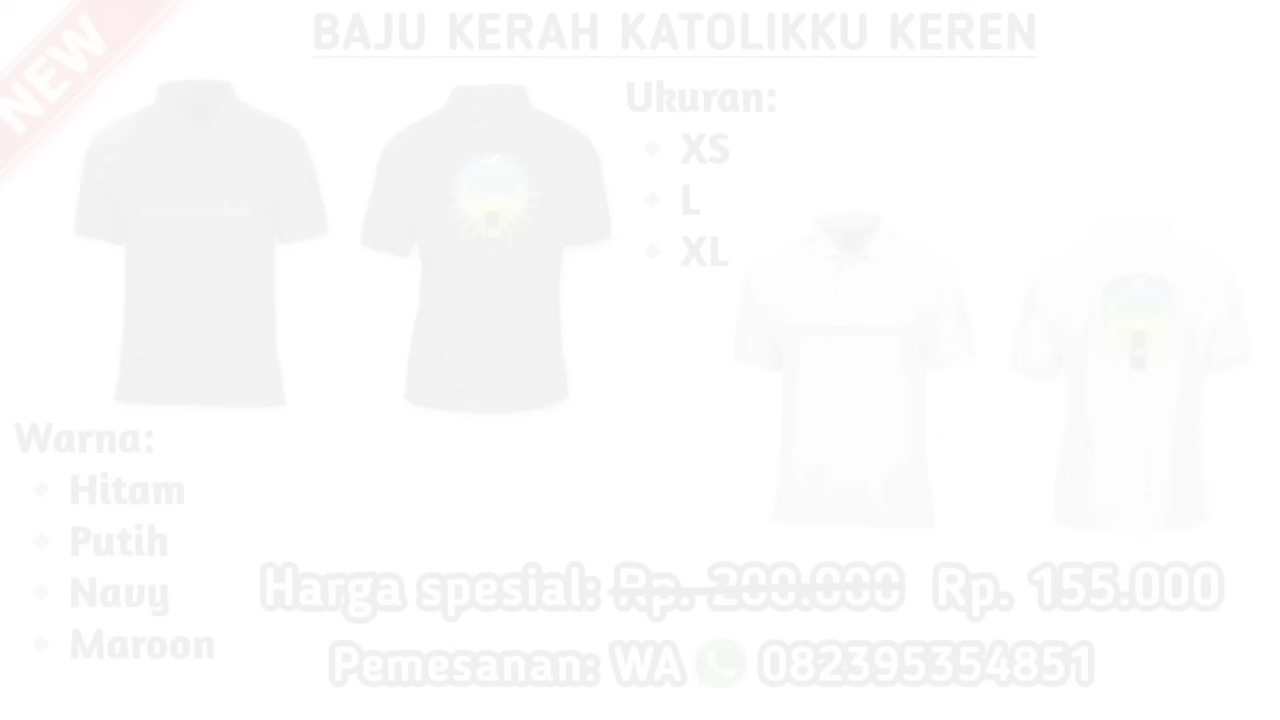 BAJU KERAH KATOLIKKU KEREN
NEW
Ukuran:
• XS
• L
• XL
Warna:
• Hitam
• Putih
• Navy
• Maroon
Harga spesial: Rp. 200.000 Rp. 155.000
Pemesanan: WA 082395354851